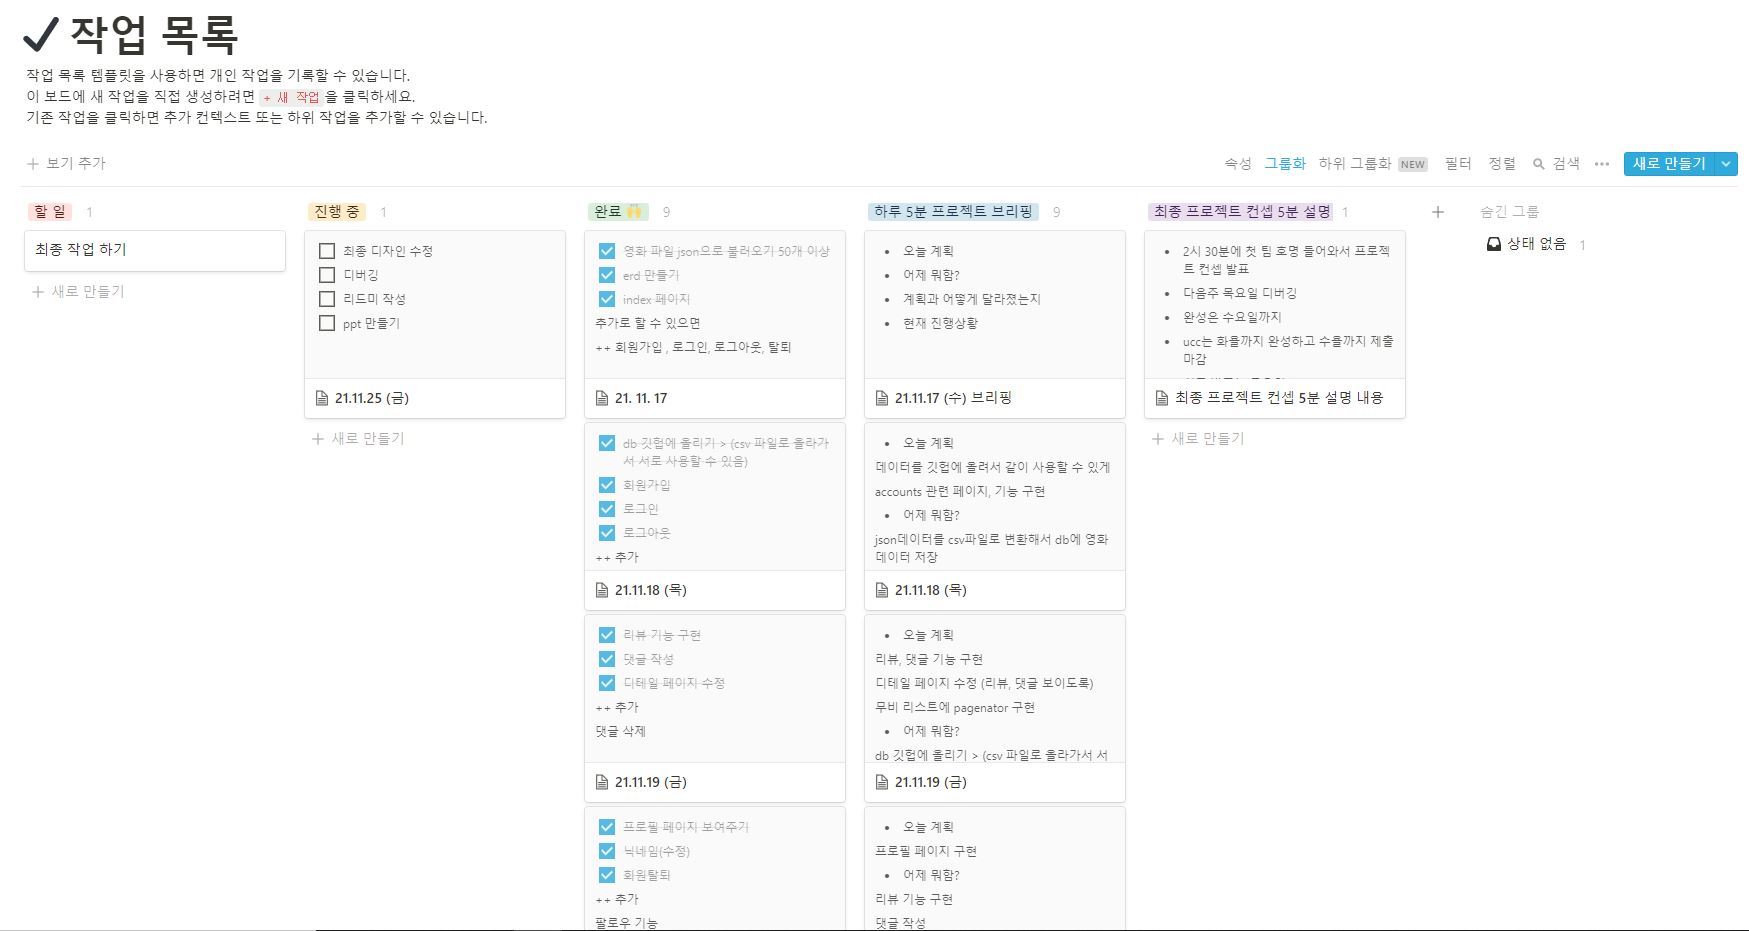 작업 목록
작업 목록 템플릿을 사용하면 개인 작업을 기록할 수 있습니다.
이 보드에 새 작업을 직접 생성하려면 + 새 작업 을 클릭하세요.
기존 작업을 클릭하면 추가 컨텍스트 또는 하위 작업을 추가할 수 있습니다.
+ 보기 추가
속성 그룹화 하위 그룹화 NEW 필터 정렬 검색 ··· 새로 만들기
할 일 1
최종 작업 하기
+ 새로 만들기
진행 중 1
최종 디자인 수정
디버깅
리드미 작성
ppt 만들기
21.11.25 (금)
+ 새로 만들기
완료 🙌 9
영화 파일 json으로 불러오기 50개 이상
erd 만들기
index 페이지
추가로 할 수 있으면
++ 회원가입 , 로그인, 로그아웃, 탈퇴
21. 11. 17
db 깃헙에 올리기 > (csv 파일로 올라가
서 서로 사용할 수 있음)
회원가입
로그인
로그아웃
++ 추가
21.11.18 (목)
리뷰 기능 구현
댓글 작성
디테일 페이지 수정
++ 추가
댓글 삭제
21.11.19 (금)
프로필 페이지 보여주기
닉네임(수정)
회원탈퇴
++ 추가
팔로우 기능
하루 5분 프로젝트 브리핑 9
• 오늘 계획
• 어제 뭐함?
• 계획과 어떻게 달라졌는지
• 현재 진행상황
21.11.17 (수) 브리핑
• 오늘 계획
데이터를 깃헙에 올려서 같이 사용할 수 있게
accounts 관련 페이지, 기능 구현
• 어제 뭐함?
json데이터를 csv파일로 변환해서 db에 영화
데이터 저장
21.11.18 (목)
• 오늘 계획
리뷰, 댓글 기능 구현
디테일 페이지 수정 (리뷰, 댓글 보이도록)
무비 리스트에 pagenator 구현
• 어제 뭐함?
db 깃헙에 올리기 > (csv 파일로 올라가서 서
21.11.19 (금)
• 오늘 계획
프로필 페이지 구현
• 어제 뭐함?
리뷰 기능 구현
댓글 작성
최종 프로젝트 컨셉 5분 설명 1
• 2시 30분에 첫 팀 호명 들어와서 프로젝
트 컨셉 발표
• 다음주 목요일 디버깅
• 완성은 수요일까지
• ucc는 화욜까지 완성하고 수욜까지 제출
마감
최종 프로젝트 컨셉 5분 설명 내용
+ 새로 만들기
+ 숨긴 그룹
상태 없음 1